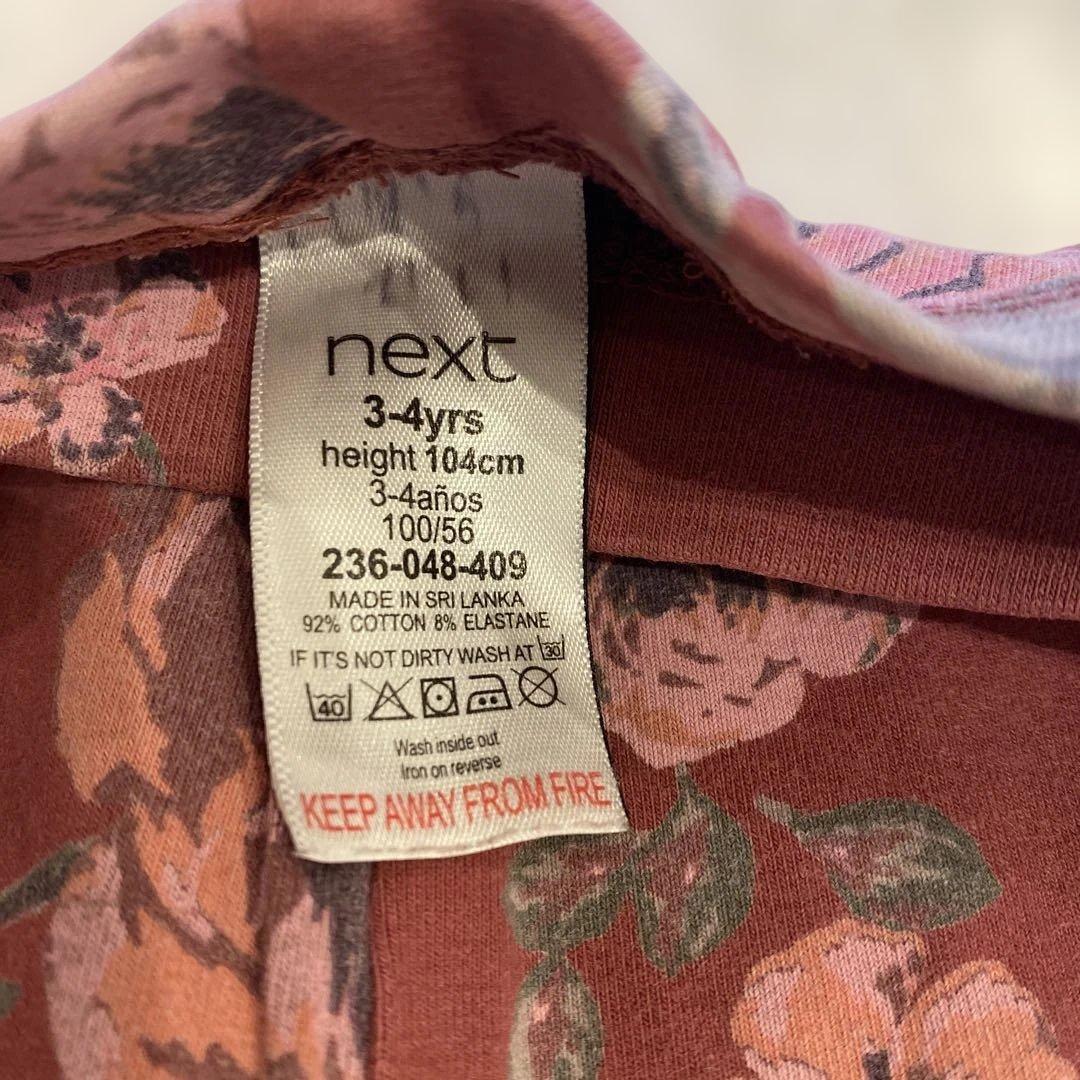 next
3-4yrs
height 104cm
3-4años
100/56
236-048-409
MADE IN SRI LANKA
92% COTTON 8% ELASTANE
IF IT'S NOT DIRTY WASH AT 30
40
Wash inside out
Iron on reverse
KEEP AWAY FROM FIRE